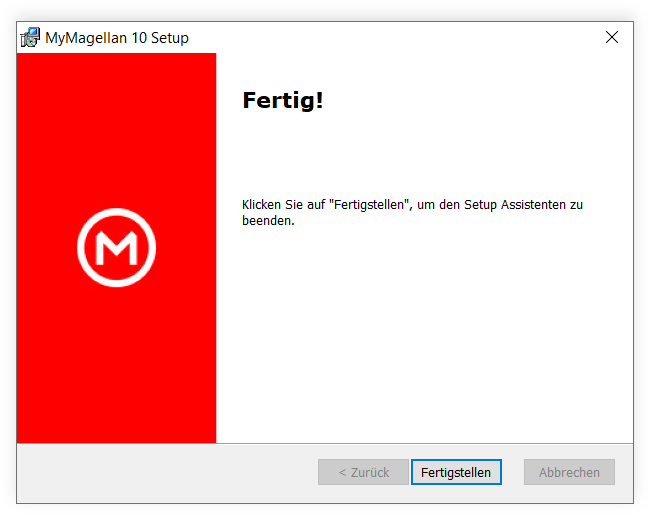 MyMagellan 10 Setup
Fertig!
Klicken Sie auf "Fertigstellen", um den Setup Assistenten zu
beenden.
M
< Zurück
Fertigstellen
Abbrechen